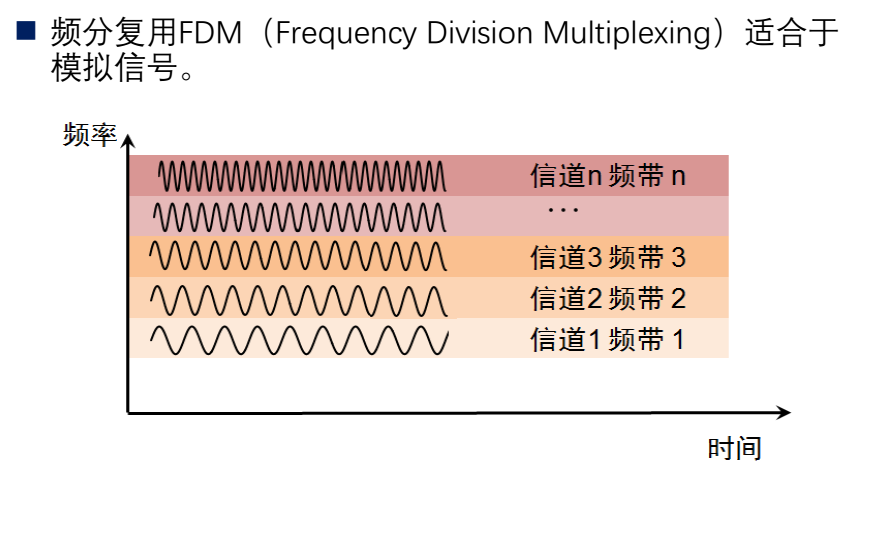 频分复用FDM（Frequency Division Multiplexing）适合于
模拟信号。
频率
信道n 频带 n
···
信道3 频带 3
信道2 频带 2
信道1 频带 1
时间